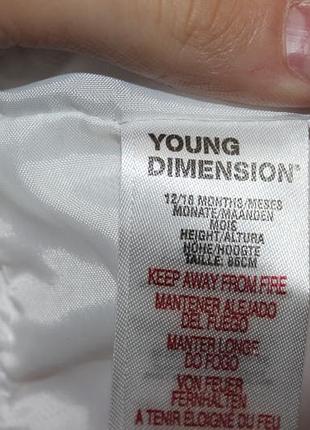 YOUNG
DIMENSION®
12/18 MONTHS/MESES
MONATE/MAANDEN
MOIS
HEIGHT/ALTURA
HÖHE/HOOGTE
TAILLE: 86CM
KEEP AWAY FROM FIRE
MANTENER ALEJADO
DEL FUEGO
MANTER LONGE
DO FOGO
VON FEUER
FERNHALTEN
A TENIR ELOIGNE DU FEU